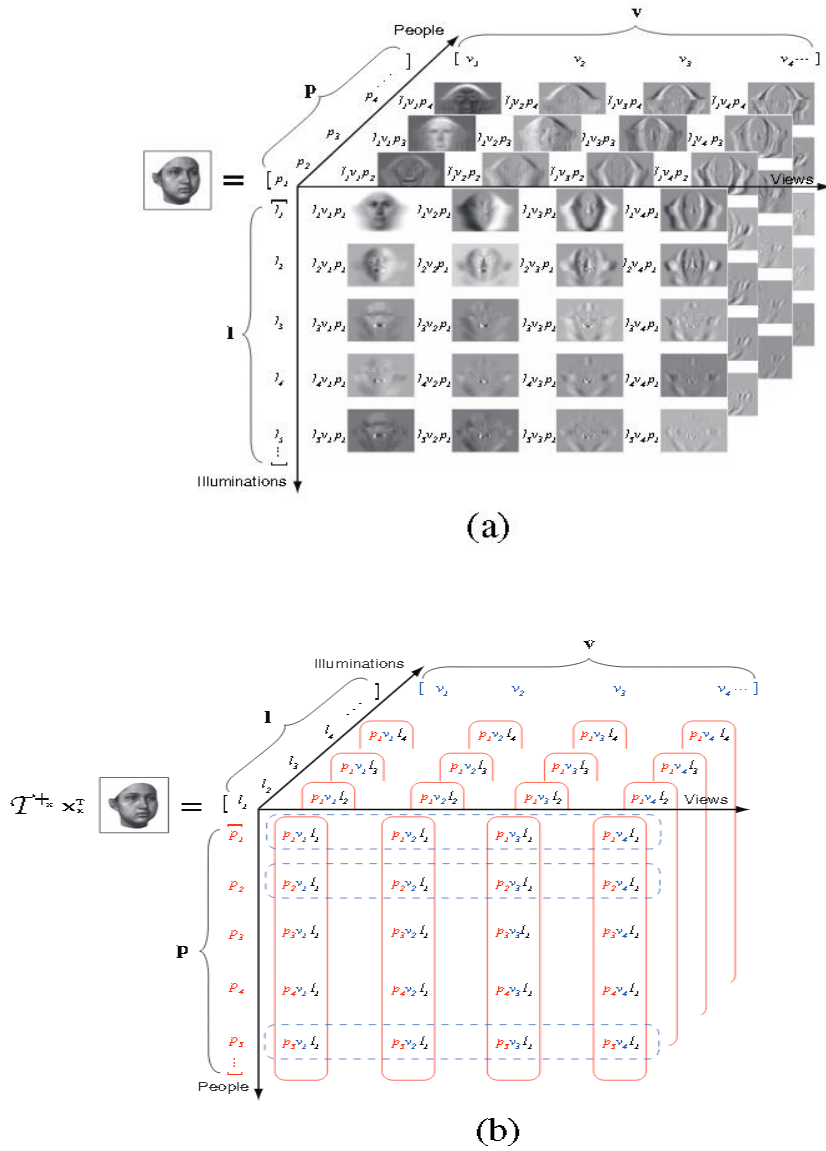 People
v
[ v₁ v₂ v₃ v₄ ··· ]
p
p₄ ··· ]
l₁v₁p₄ l₁v₂p₄ l₁v₃p₄ l₁v₄p₄
p₃
l₁v₁p₃ l₁v₂p₃ l₁v₃p₃ l₁v₄p₃
p₂
l₁v₁p₂ l₁v₂p₂ l₁v₃p₂ l₁v₄p₂
= [ p₁
Views
l₁ l₁v₁p₁ l₁v₂p₁ l₁v₃p₁ l₁v₄p₁
l₂ l₂v₁p₁ l₂v₂p₁ l₂v₃p₁ l₂v₄p₁
l
l₃ l₃v₁p₁ l₃v₂p₁ l₃v₃p₁ l₃v₄p₁
l₄ l₄v₁p₁ l₄v₂p₁ l₄v₃p₁ l₄v₄p₁
l₅ l₅v₁p₁ l₅v₂p₁ l₅v₃p₁ l₅v₄p₁
Illuminations
(a)
Illuminations
v
[ v₁ v₂ v₃ v₄ ··· ]
l
l₄ ··· ]
p₁v₁l₄ p₁v₂l₄ p₁v₃l₄ p₁v₄l₄
l₃
p₁v₁l₃ p₁v₂l₃ p₁v₃l₃ p₁v₄l₃
l₂
p₁v₁l₂ p₁v₂l₂ p₁v₃l₂ p₁v₄l₂
𝒯⁺ˣ ×ₓᵀ = [ l₁
Views
p₁ p₁v₁l₁ p₁v₂l₁ p₁v₃l₁ p₁v₄l₁
p₂ p₂v₁l₁ p₂v₂l₁ p₂v₃l₁ p₂v₄l₁
p
p₃ p₃v₁l₁ p₃v₂l₁ p₃v₃l₁ p₃v₄l₁
p₄ p₄v₁l₁ p₄v₂l₁ p₄v₃l₁ p₄v₄l₁
p₅ p₅v₁l₁ p₅v₂l₁ p₅v₃l₁ p₅v₄l₁
People
(b)